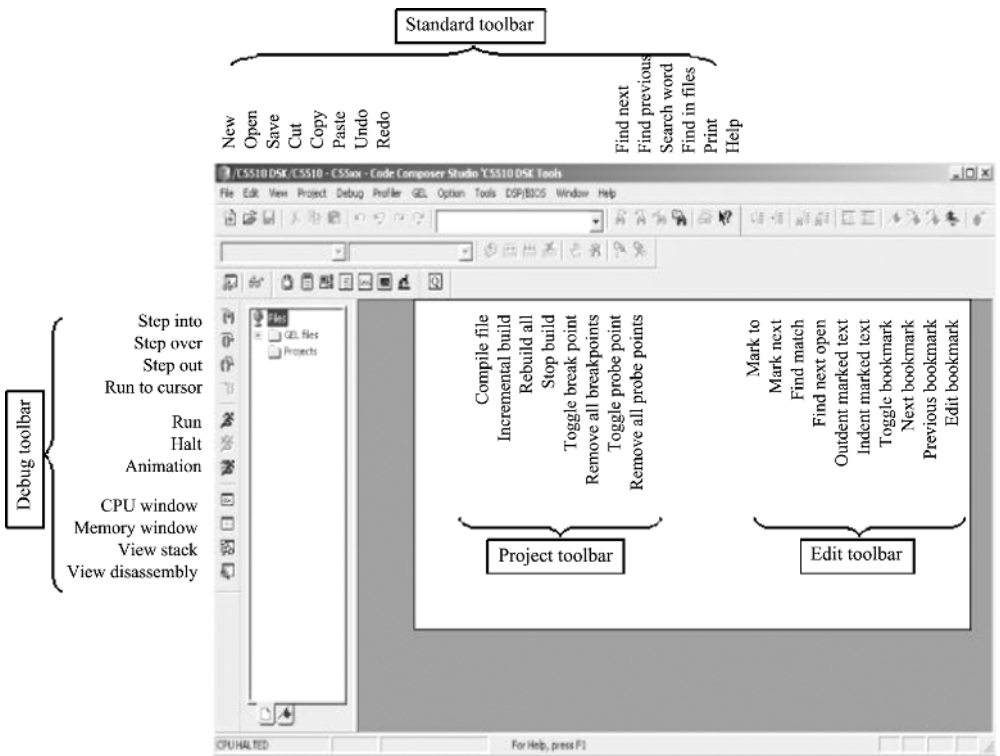 Standard toolbar
New
Open
Save
Cut
Copy
Paste
Undo
Redo
Find next
Find previous
Search word
Find in files
Print
Help
/C5510 DSK/C5510 - C55xx - Code Composer Studio 'C5510 DSK Tools
File Edit View Project Debug Profiler GEL Option Tools DSP/BIOS Window Help
Debug toolbar
Step into
Step over
Step out
Run to cursor
Run
Halt
Animation
CPU window
Memory window
View stack
View disassembly
Files
GEL files
Projects
Compile file
Incremental build
Rebuild all
Stop build
Toggle break point
Remove all breakpoints
Toggle probe point
Remove all probe points
Project toolbar
Mark to
Mark next
Find match
Find next open
Outdent marked text
Indent marked text
Toggle bookmark
Next bookmark
Previous bookmark
Edit bookmark
Edit toolbar
CPU HALTED
For Help, press F1